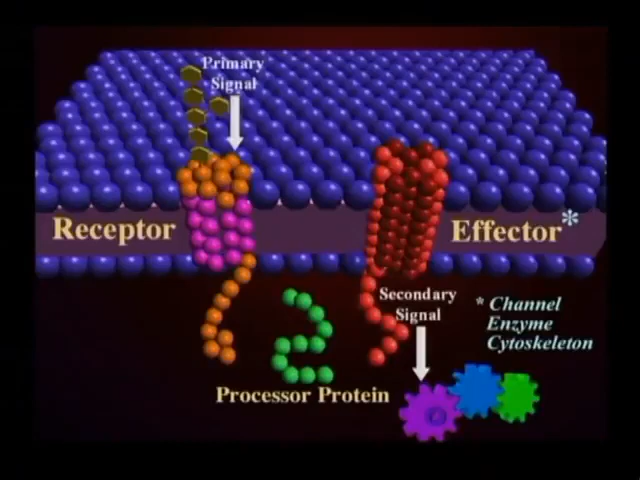 Primary
Signal
Receptor
Effector*
Secondary
Signal
* Channel
Enzyme
Cytoskeleton
Processor Protein